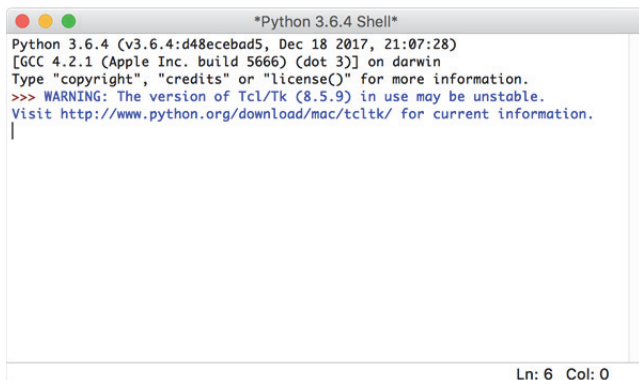 *Python 3.6.4 Shell*
Python 3.6.4 (v3.6.4:d48ecebad5, Dec 18 2017, 21:07:28)
[GCC 4.2.1 (Apple Inc. build 5666) (dot 3)] on darwin
Type "copyright", "credits" or "license()" for more information.
>>> WARNING: The version of Tcl/Tk (8.5.9) in use may be unstable.
Visit http://www.python.org/download/mac/tcltk/ for current information.
Ln: 6 Col: 0